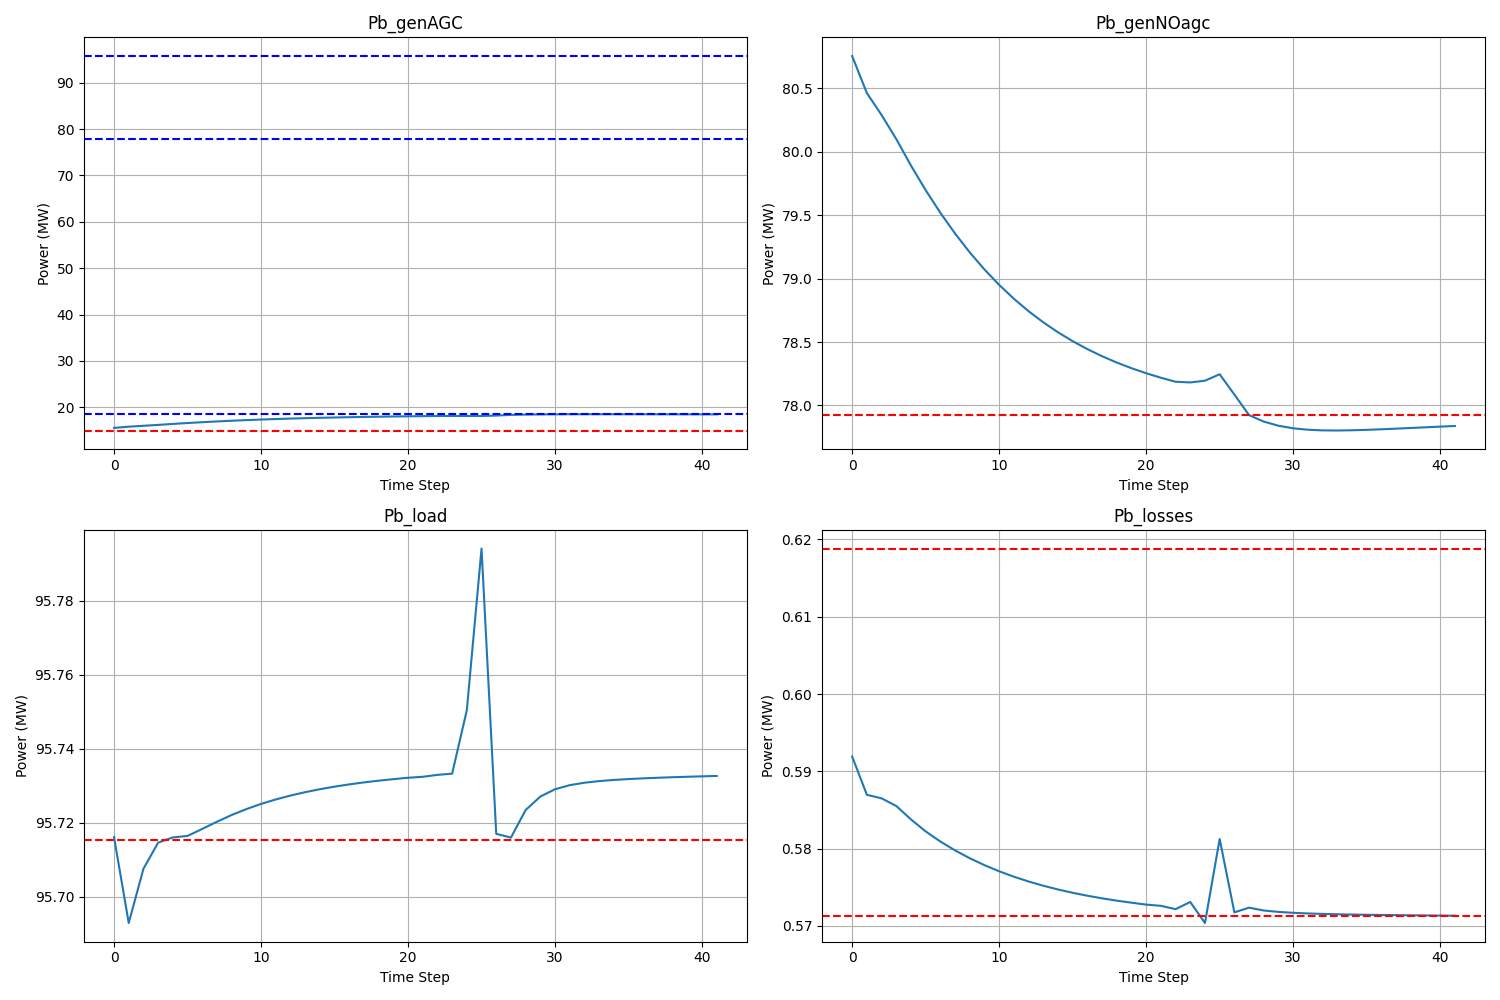 Pb_genAGC
90
80
70
60
50
40
30
20
Power (MW)
0 10 20 30 40
Time Step
Pb_genNOagc
80.5
80.0
79.5
79.0
78.5
78.0
Power (MW)
0 10 20 30 40
Time Step
Pb_load
95.78
95.76
95.74
95.72
95.70
Power (MW)
0 10 20 30 40
Time Step
Pb_losses
0.62
0.61
0.60
0.59
0.58
0.57
Power (MW)
0 10 20 30 40
Time Step